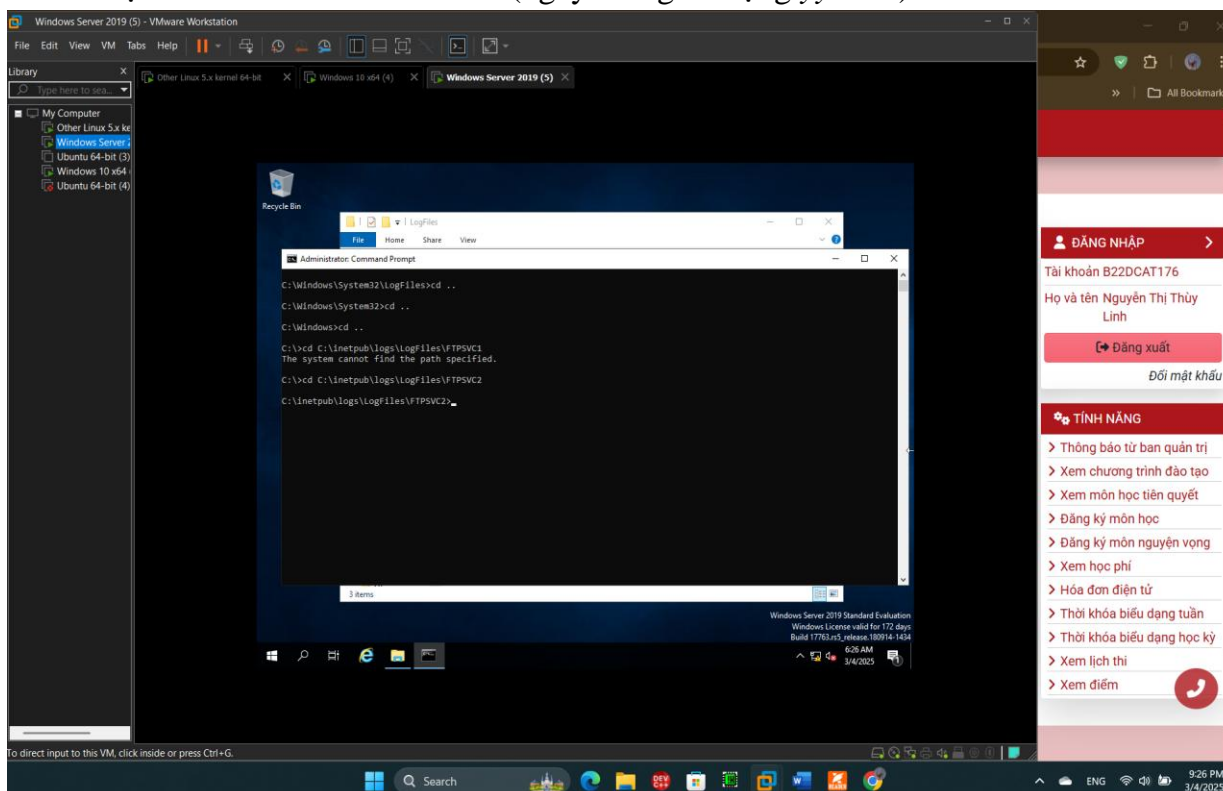 Windows Server 2019 (5) - VMware Workstation
File Edit View VM Tabs Help
Library X
Type here to sea...
Other Linux 5.x kernel 64-bit X
Windows 10 x64 (4) X
Windows Server 2019 (5) X
My Computer
Other Linux 5.x ke
Windows Server 2
Ubuntu 64-bit (3)
Windows 10 x64
Ubuntu 64-bit (4)
Recycle Bin
LogFiles
File Home Share View
Administrator: Command Prompt
C:\Windows\System32\LogFiles>cd ..
C:\Windows\System32>cd ..
C:\Windows>cd ..
C:\>cd C:\inetpub\logs\LogFiles\FTPSVC1
The system cannot find the path specified.
C:\>cd C:\inetpub\logs\LogFiles\FTPSVC2
C:\inetpub\logs\LogFiles\FTPSVC2>
3 items
Windows Server 2019 Standard Evaluation
Windows License valid for 172 days
Build 17763.rs5_release.180914-1434
6:26 AM
3/4/2025
To direct input to this VM, click inside or press Ctrl+G.
» All Bookmark
ĐĂNG NHẬP
Tài khoản B22DCAT176
Họ và tên Nguyễn Thị Thùy
Linh
Đăng xuất
Đổi mật khẩu
TÍNH NĂNG
Thông báo từ ban quản trị
Xem chương trình đào tạo
Xem môn học tiên quyết
Đăng ký môn học
Đăng ký môn nguyện vọng
Xem học phí
Hóa đơn điện tử
Thời khóa biểu dạng tuần
Thời khóa biểu dạng học kỳ
Xem lịch thi
Xem điểm
Search
ENG
9:26 PM
3/4/202